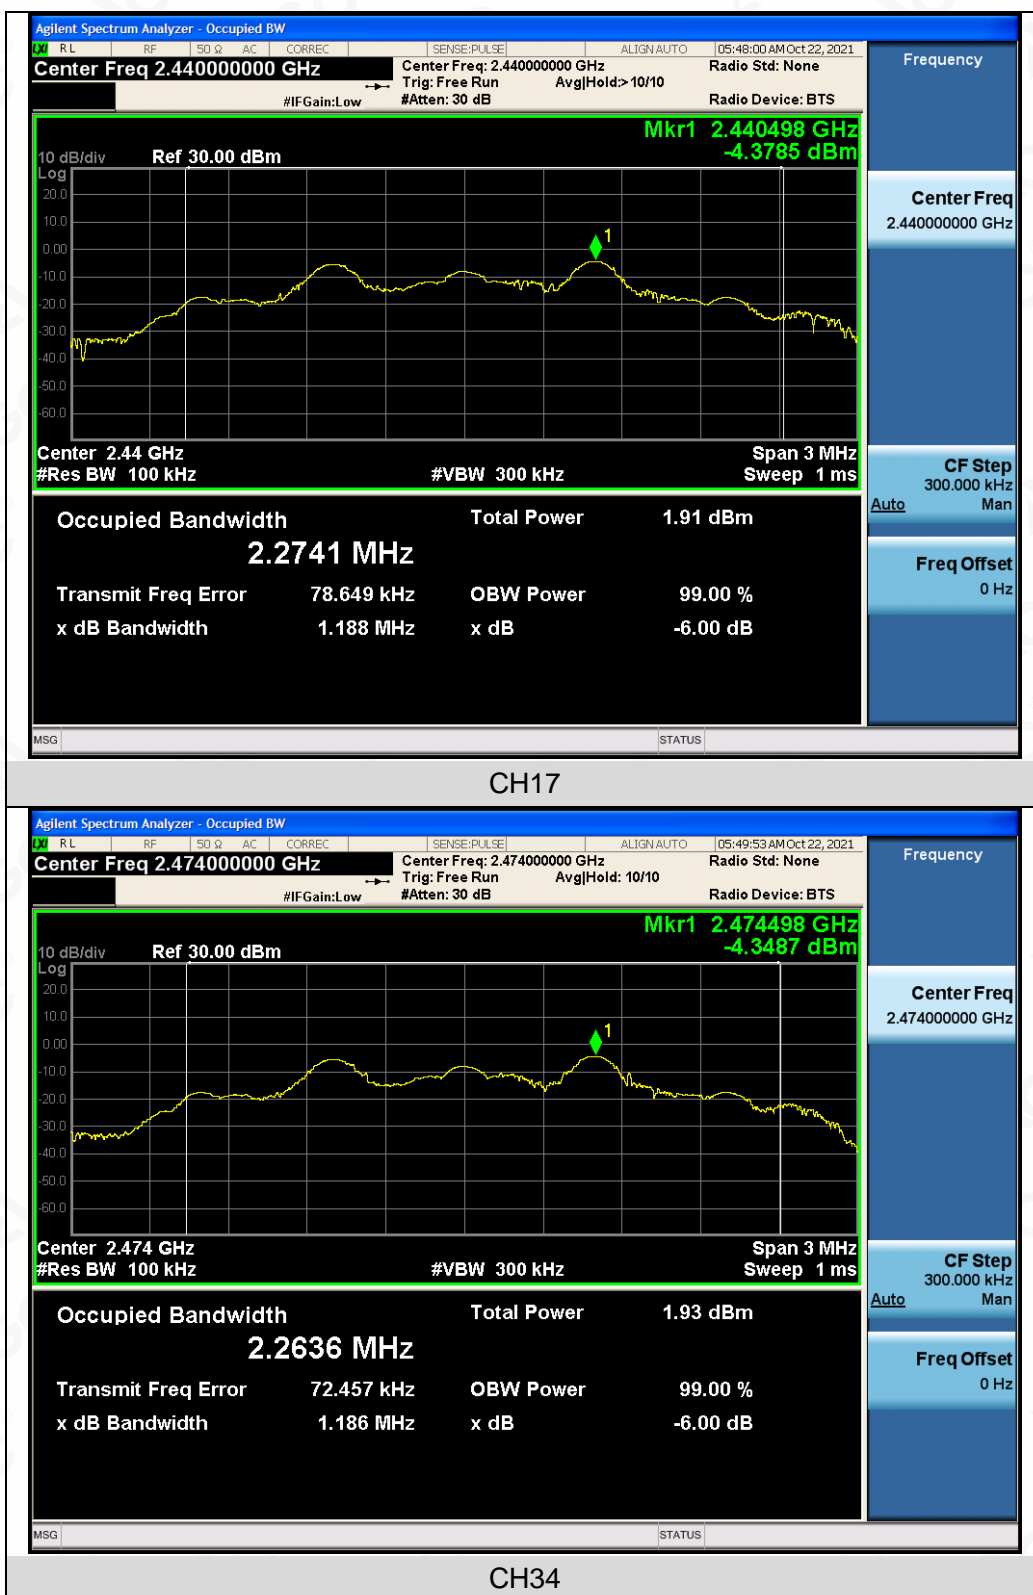 Agilent Spectrum Analyzer - Occupied BW
LXI RL RF 50 Ω AC CORREC SENSE:PULSE ALIGN AUTO 05:48:00 AM Oct 22, 2021
Center Freq 2.440000000 GHz Center Freq: 2.440000000 GHz Radio Std: None Frequency
Trig: Free Run Avg|Hold:>10/10
#IFGain:Low #Atten: 30 dB Radio Device: BTS
Mkr1 2.440498 GHz
10 dB/div Ref 30.00 dBm -4.3785 dBm
Log
20.0
10.0
0.00
-10.0
-20.0
-30.0
-40.0
-50.0
-60.0
1
Center Freq
2.440000000 GHz
Center 2.44 GHz Span 3 MHz
#Res BW 100 kHz #VBW 300 kHz Sweep 1 ms
CF Step
300.000 kHz
Auto Man
Occupied Bandwidth Total Power 1.91 dBm
2.2741 MHz
Freq Offset
0 Hz
Transmit Freq Error 78.649 kHz OBW Power 99.00 %
x dB Bandwidth 1.188 MHz x dB -6.00 dB
MSG STATUS
CH17
Agilent Spectrum Analyzer - Occupied BW
LXI RL RF 50 Ω AC CORREC SENSE:PULSE ALIGN AUTO 05:49:53 AM Oct 22, 2021
Center Freq 2.474000000 GHz Center Freq: 2.474000000 GHz Radio Std: None Frequency
Trig: Free Run Avg|Hold: 10/10
#IFGain:Low #Atten: 30 dB Radio Device: BTS
Mkr1 2.474498 GHz
10 dB/div Ref 30.00 dBm -4.3487 dBm
Log
20.0
10.0
0.00
-10.0
-20.0
-30.0
-40.0
-50.0
-60.0
1
Center Freq
2.474000000 GHz
Center 2.474 GHz Span 3 MHz
#Res BW 100 kHz #VBW 300 kHz Sweep 1 ms
CF Step
300.000 kHz
Auto Man
Occupied Bandwidth Total Power 1.93 dBm
2.2636 MHz
Freq Offset
0 Hz
Transmit Freq Error 72.457 kHz OBW Power 99.00 %
x dB Bandwidth 1.186 MHz x dB -6.00 dB
MSG STATUS
CH34